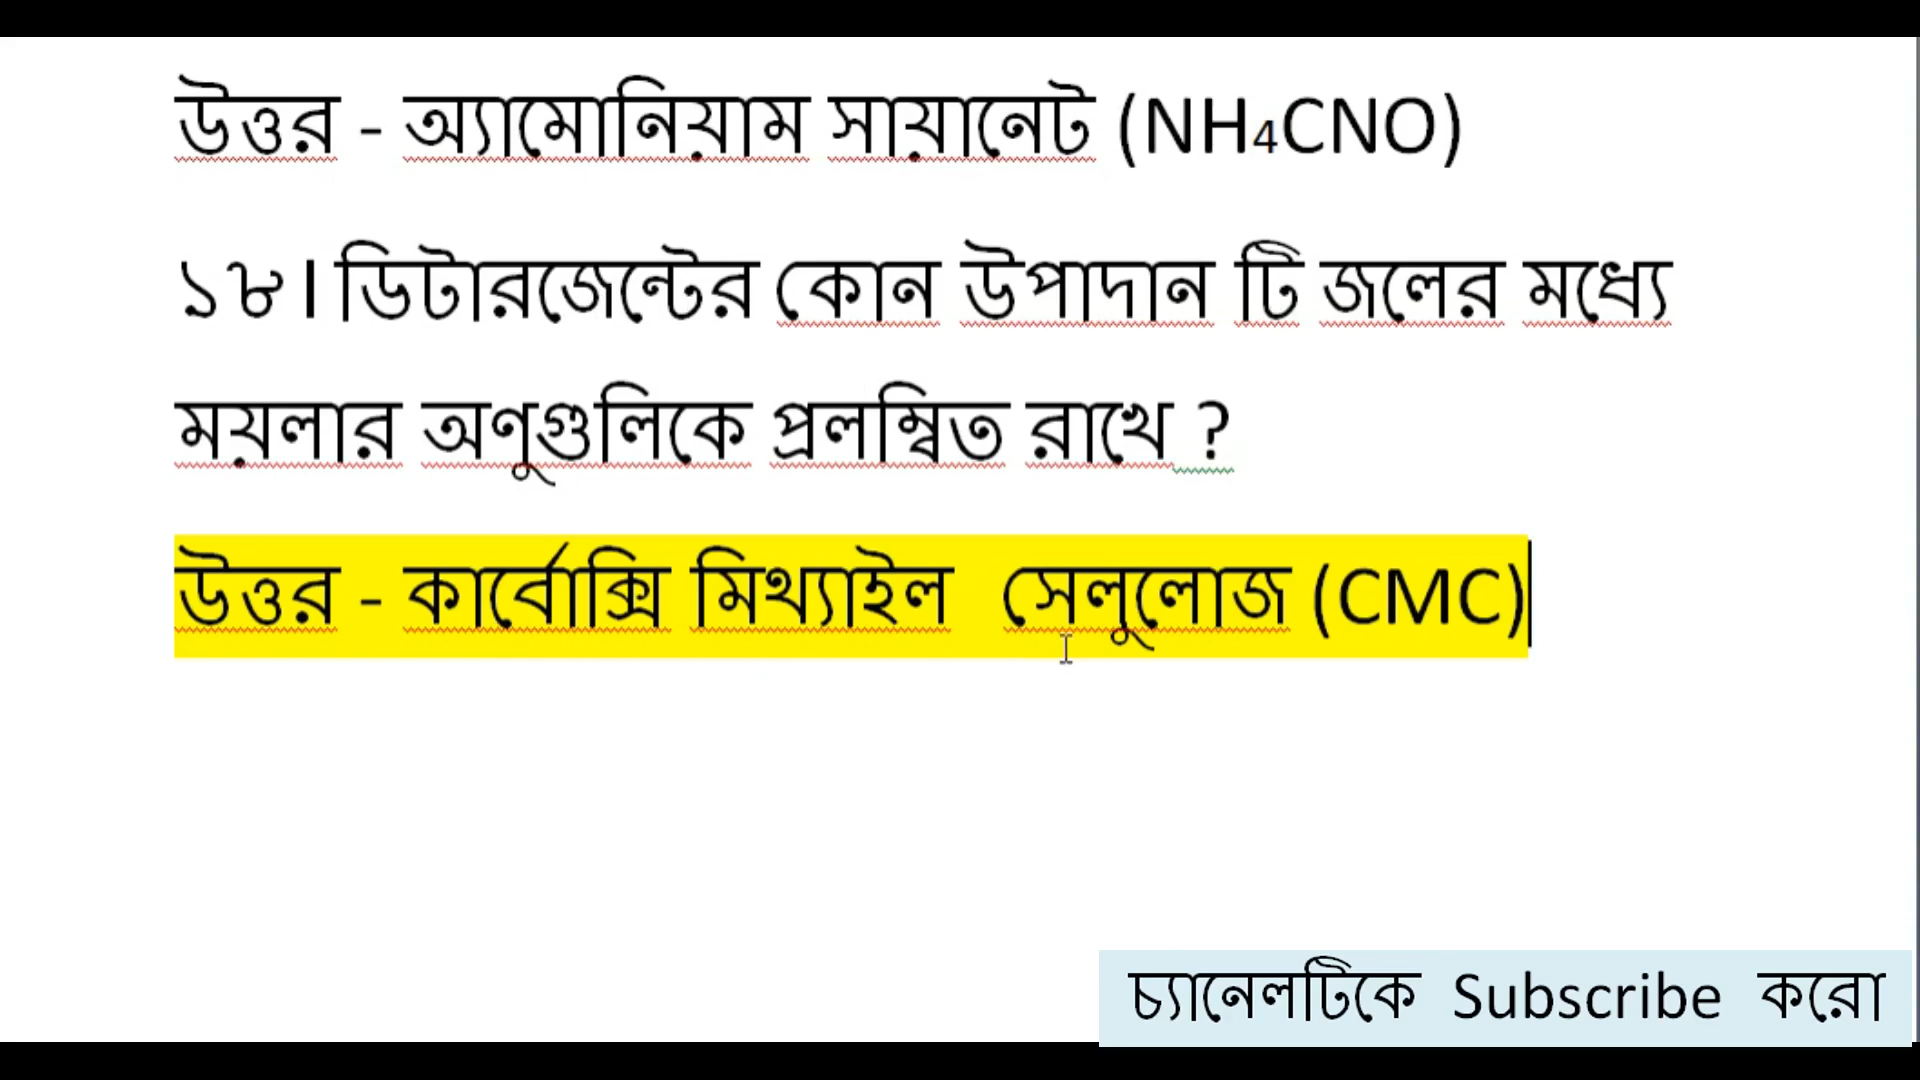 উত্তর - অ্যামোনিয়াম সায়ানেট (NH₄CNO)
১৮। ডিটারজেন্টের কোন উপাদান টি জলের মধ্যে
ময়লার অণুগুলিকে প্রলম্বিত রাখে ?
উত্তর - কার্বোক্সি মিথ্যাইল সেলুলোজ (CMC)
চ্যানেলটিকে Subscribe করো